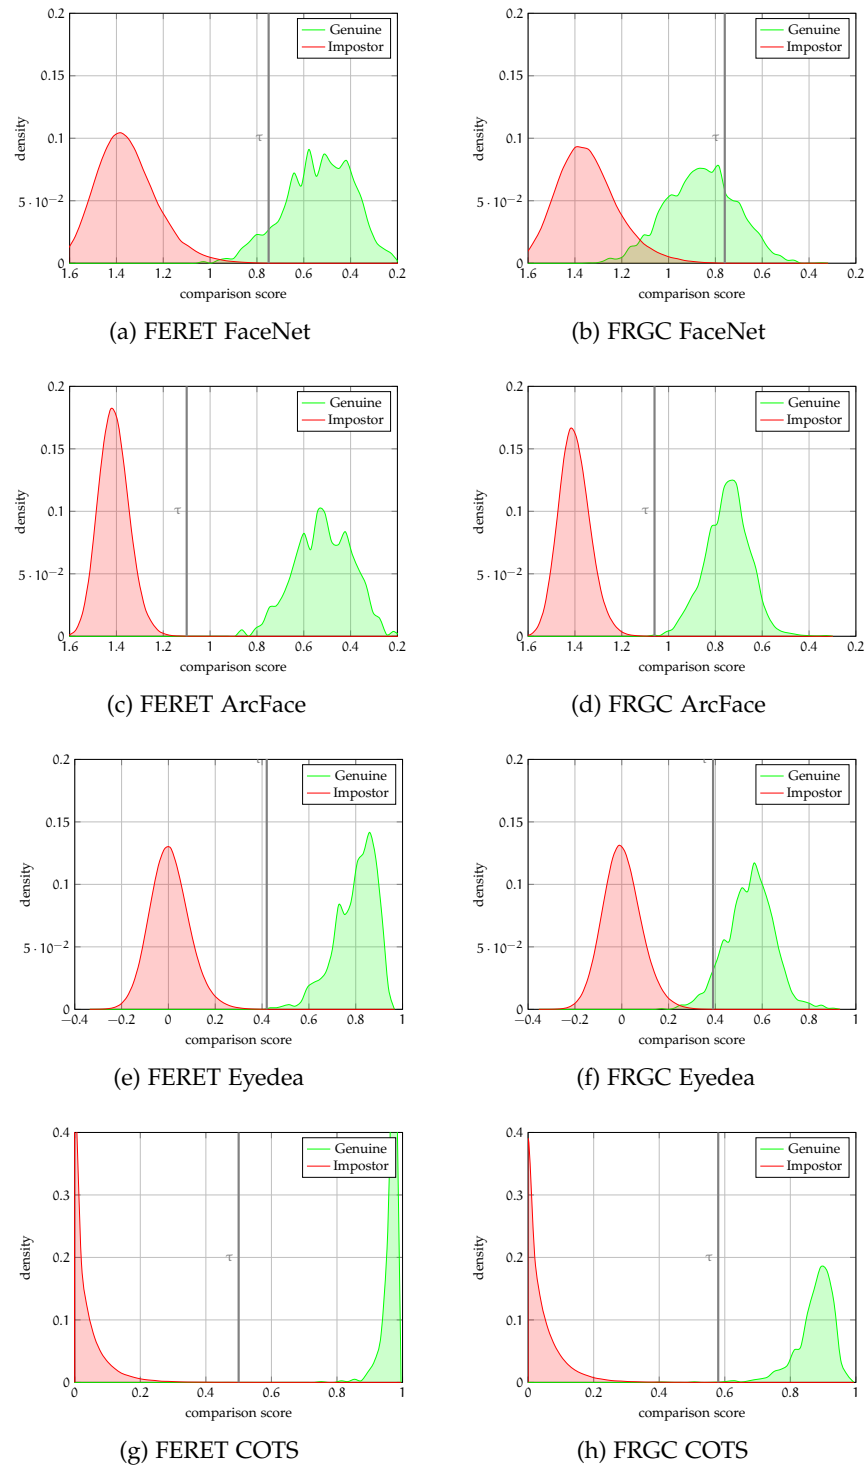 0.2
Genuine
Impostor
0.15
density
0.1
τ
5 · 10⁻²
0
1.6 1.4 1.2 1 0.8 0.6 0.4 0.2
comparison score
(a) FERET FaceNet
0.2
Genuine
Impostor
0.15
density
0.1
τ
5 · 10⁻²
0
1.6 1.4 1.2 1 0.8 0.6 0.4 0.2
comparison score
(b) FRGC FaceNet
0.2
Genuine
Impostor
0.15
density
0.1
τ
5 · 10⁻²
0
1.6 1.4 1.2 1 0.8 0.6 0.4 0.2
comparison score
(c) FERET ArcFace
0.2
Genuine
Impostor
0.15
density
0.1
τ
5 · 10⁻²
0
1.6 1.4 1.2 1 0.8 0.6 0.4 0.2
comparison score
(d) FRGC ArcFace
0.2
Genuine
Impostor
0.15
density
0.1
5 · 10⁻²
0
−0.4 −0.2 0 0.2 0.4 0.6 0.8 1
comparison score
(e) FERET Eyedea
0.2
Genuine
Impostor
0.15
density
0.1
5 · 10⁻²
0
−0.4 −0.2 0 0.2 0.4 0.6 0.8 1
comparison score
(f) FRGC Eyedea
0.4
Genuine
Impostor
0.3
density
0.2
τ
0.1
0
0 0.2 0.4 0.6 0.8 1
comparison score
(g) FERET COTS
0.4
Genuine
Impostor
0.3
density
0.2
τ
0.1
0
0 0.2 0.4 0.6 0.8 1
comparison score
(h) FRGC COTS